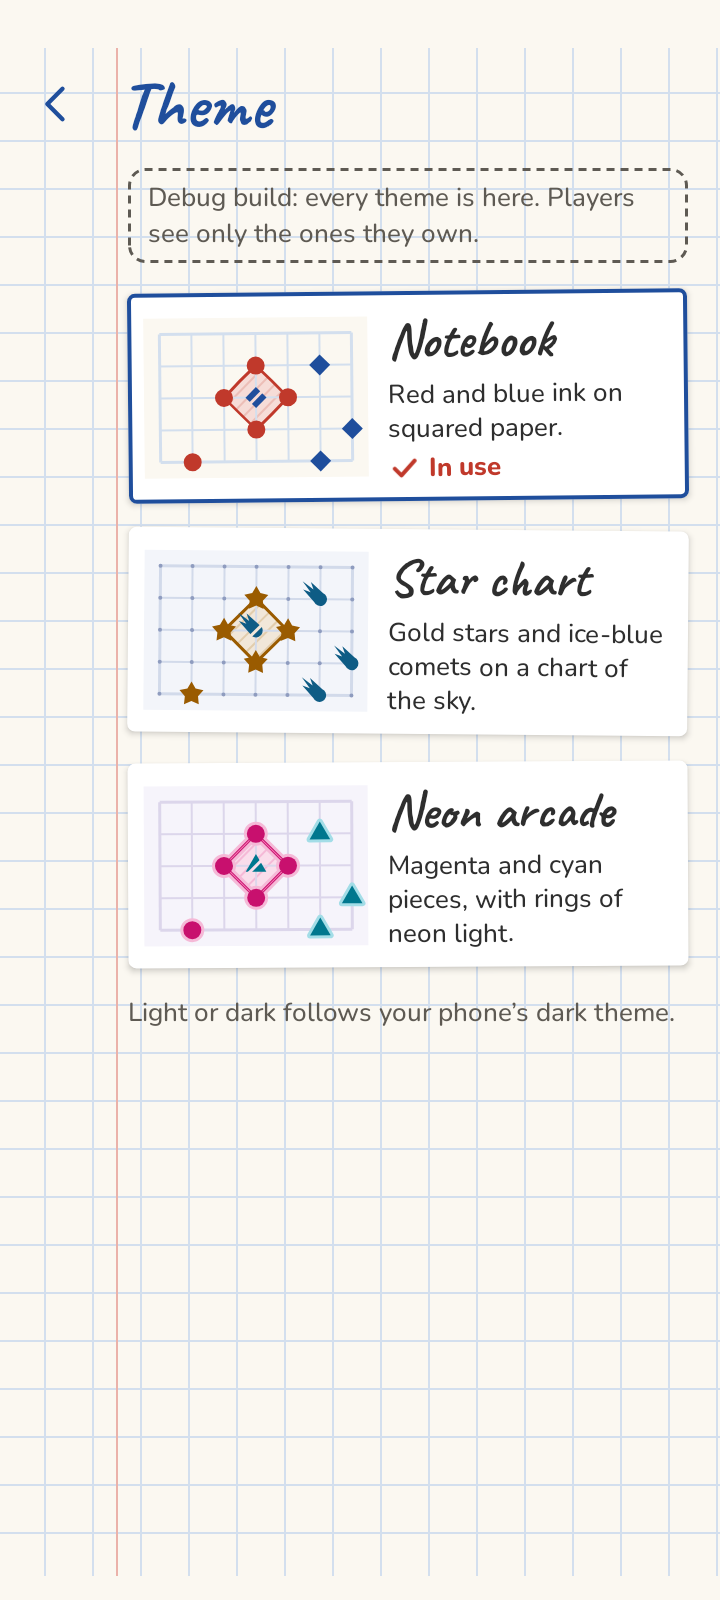 Theme
Debug build: every theme is here. Players
see only the ones they own.
Notebook
Red and blue ink on
squared paper.
In use
Star chart
Gold stars and ice-blue
comets on a chart of
the sky.
Neon arcade
Magenta and cyan
pieces, with rings of
neon light.
Light or dark follows your phone’s dark theme.